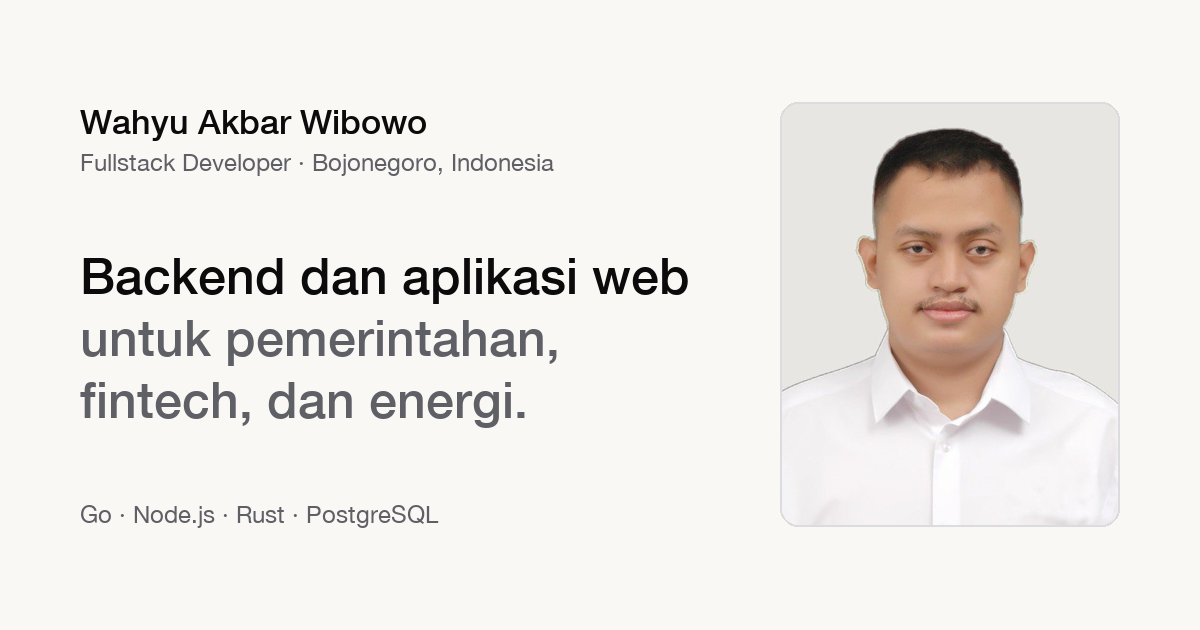 Wahyu Akbar Wibowo
Fullstack Developer · Bojonegoro, Indonesia
Backend dan aplikasi web
untuk pemerintahan,
fintech, dan energi.
Go · Node.js · Rust · PostgreSQL